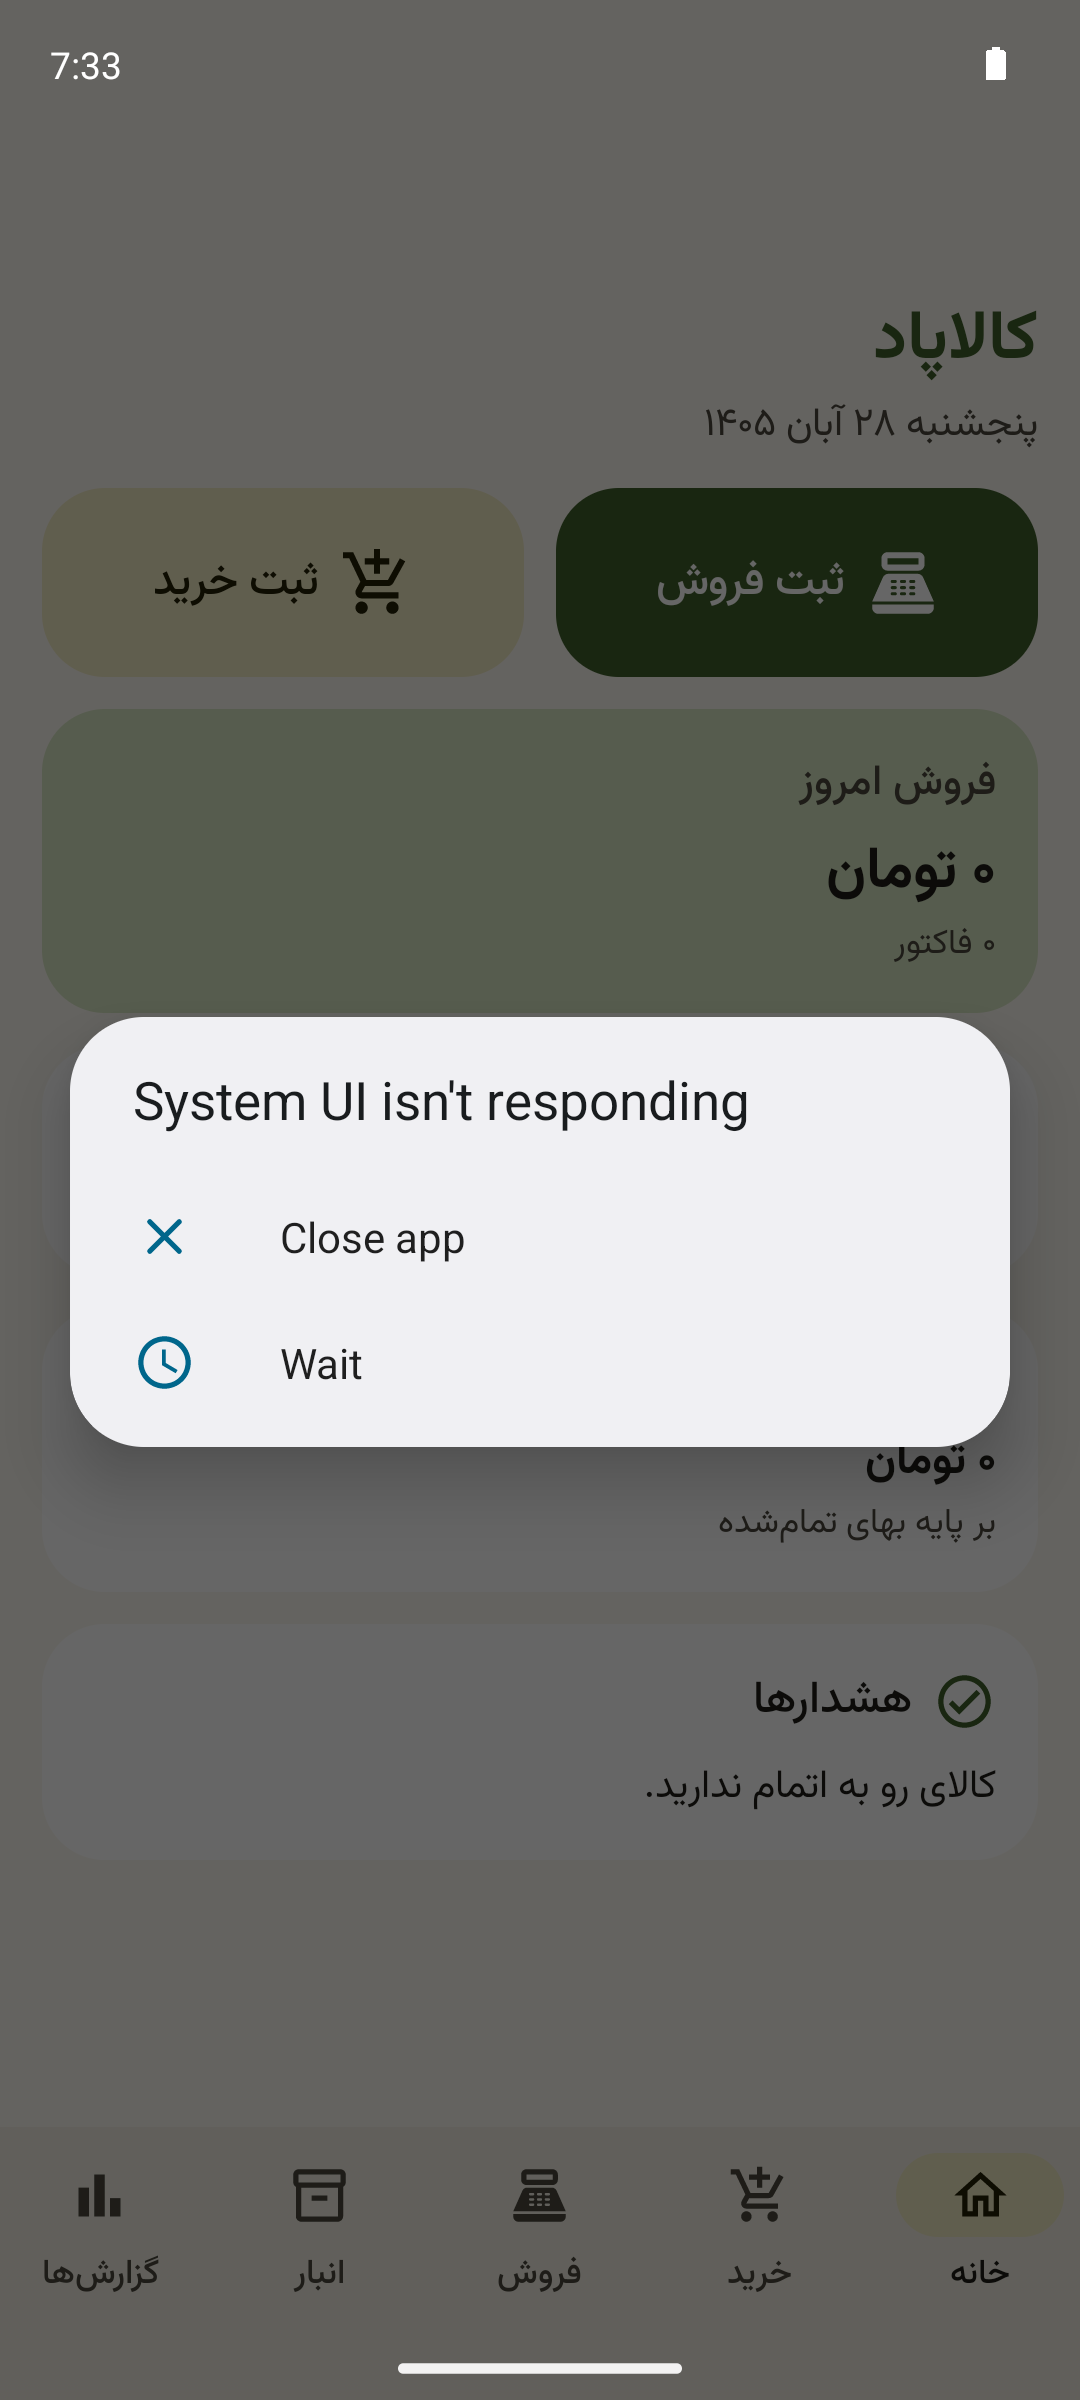 7:33
کالاپاد
پنجشنبه ۲۸ آبان ۱۴۰۵
ثبت فروش
ثبت خرید
فروش امروز
۰ تومان
۰ فاکتور
System UI isn't responding
Close app
Wait
۰ تومان
بر پایه بهای تمام‌شده
هشدارها
کالای رو به اتمام ندارید.
خانه
خرید
فروش
انبار
گزارش‌ها